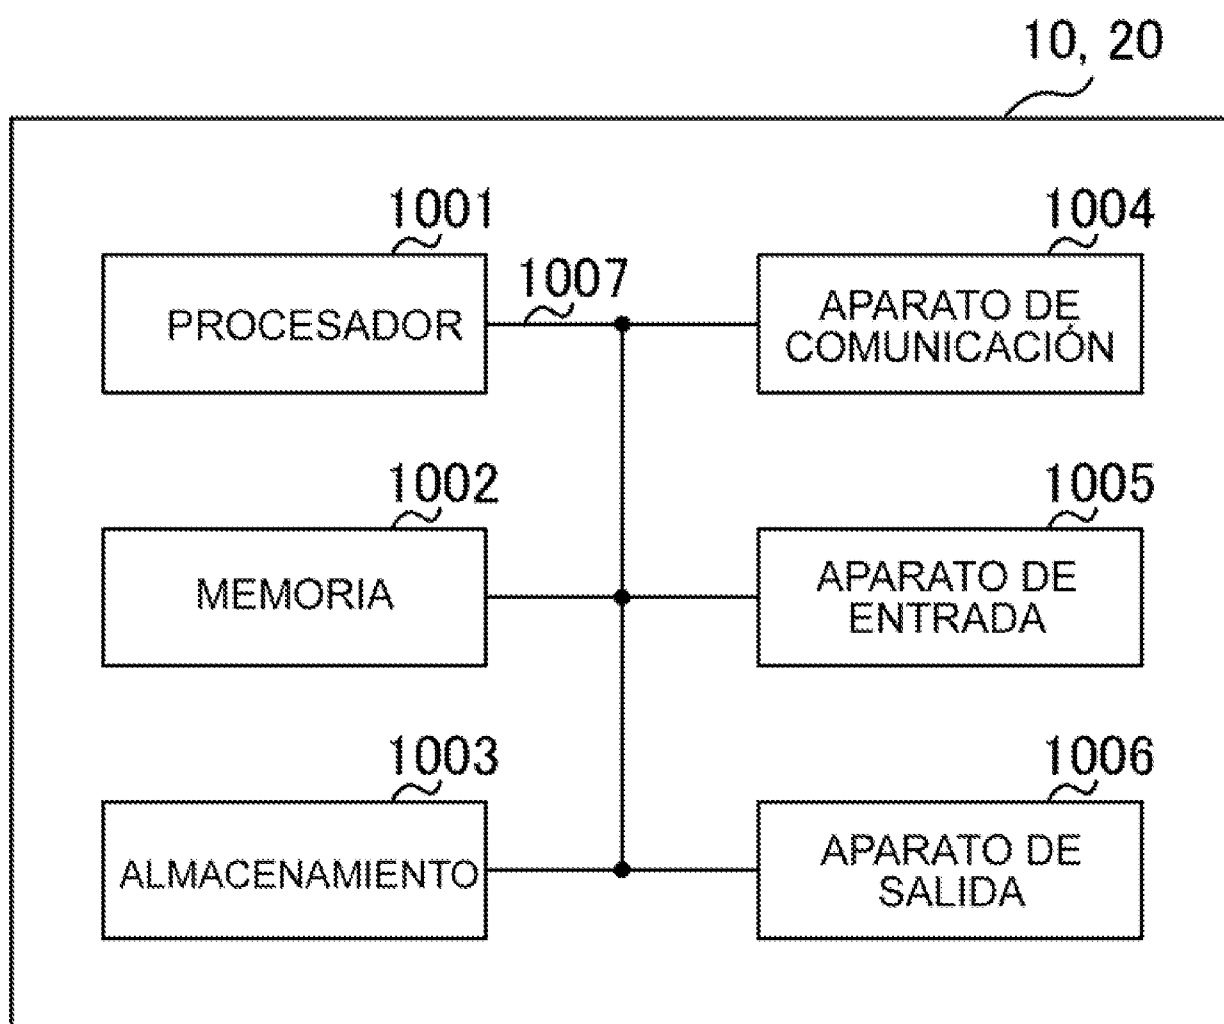 10, 20
1001
PROCESADOR
1007
1004
APARATO DE
COMUNICACIÓN
1002
MEMORIA
1005
APARATO DE
ENTRADA
1003
ALMACENAMIENTO
1006
APARATO DE
SALIDA